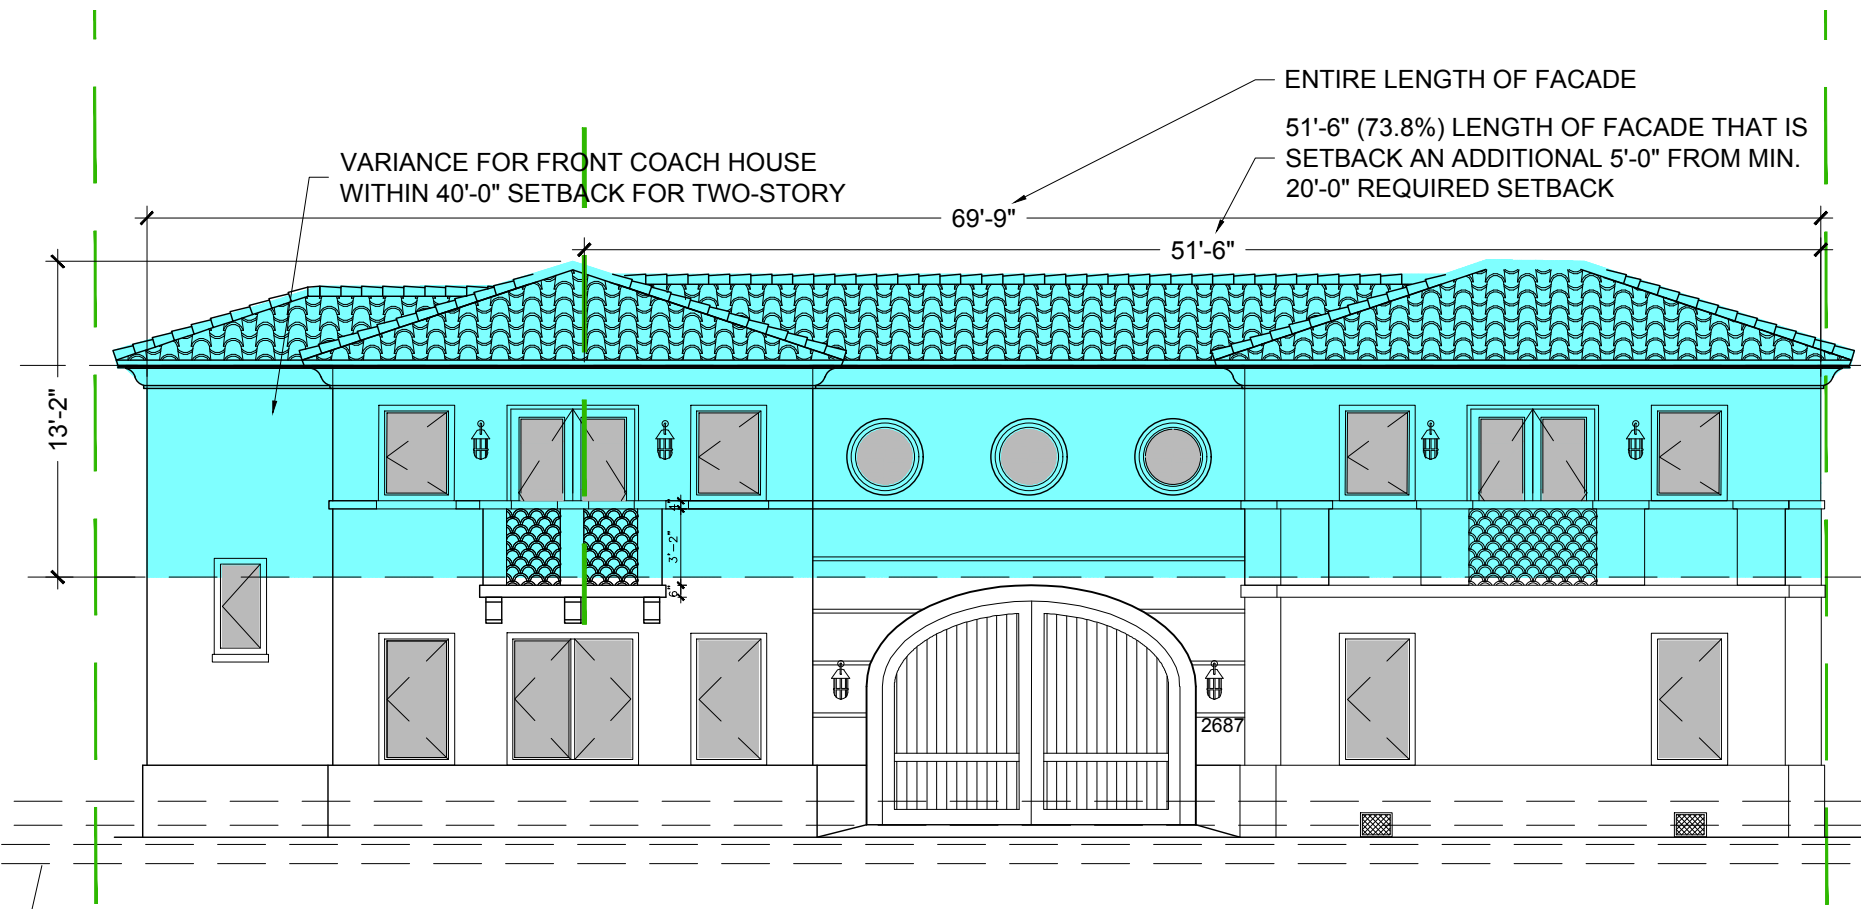 ENTIRE LENGTH OF FACADE
51'-6" (73.8%) LENGTH OF FACADE THAT IS
SETBACK AN ADDITIONAL 5'-0" FROM MIN.
20'-0" REQUIRED SETBACK
VARIANCE FOR FRONT COACH HOUSE
WITHIN 40'-0" SETBACK FOR TWO-STORY
69'-9"
51'-6"
13'-2"
4"
3'-2"
6"
2687